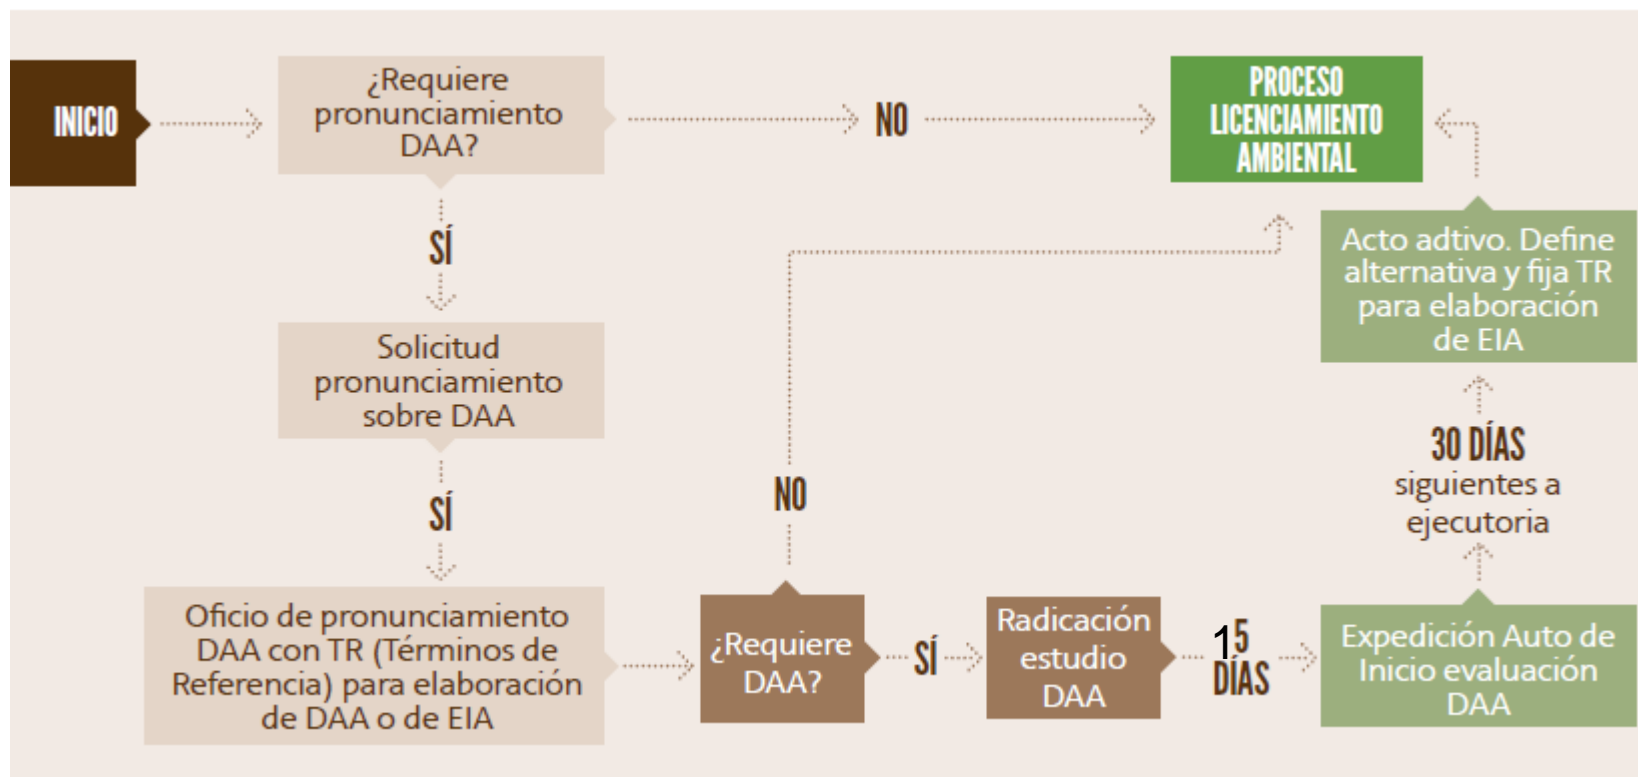 INICIO
¿Requiere
pronunciamiento
DAA?
NO
PROCESO
LICENCIAMIENTO
AMBIENTAL
SÍ
Solicitud
pronunciamiento
sobre DAA
SÍ
Oficio de pronunciamiento
DAA con TR (Términos de
Referencia) para elaboración
de DAA o de EIA
¿Requiere
DAA?
NO
SÍ
Radicación
estudio
DAA
15
DÍAS
Expedición Auto de
Inicio evaluación
DAA
30 DÍAS
siguientes a
ejecutoria
Acto adtivo. Define
alternativa y fija TR
para elaboración
de EIA